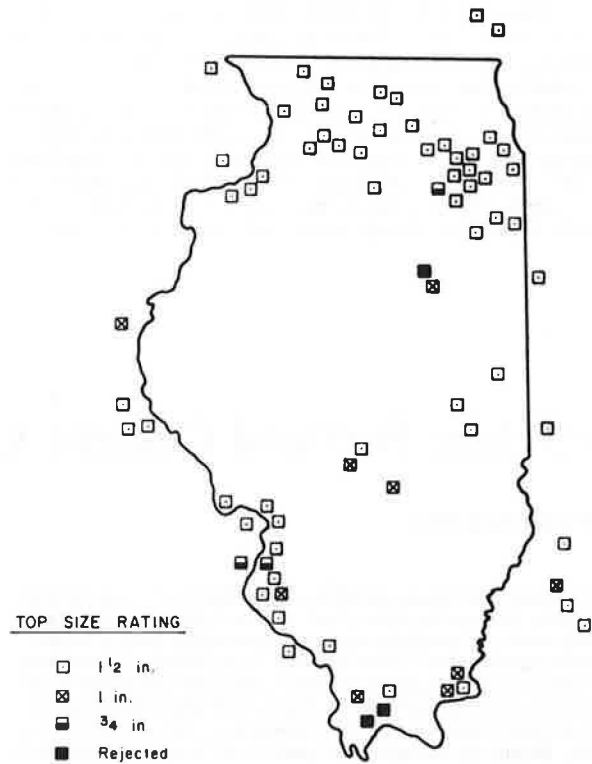 TOP SIZE RATING
1 1/2 in.
1 in.
3/4 in
Rejected